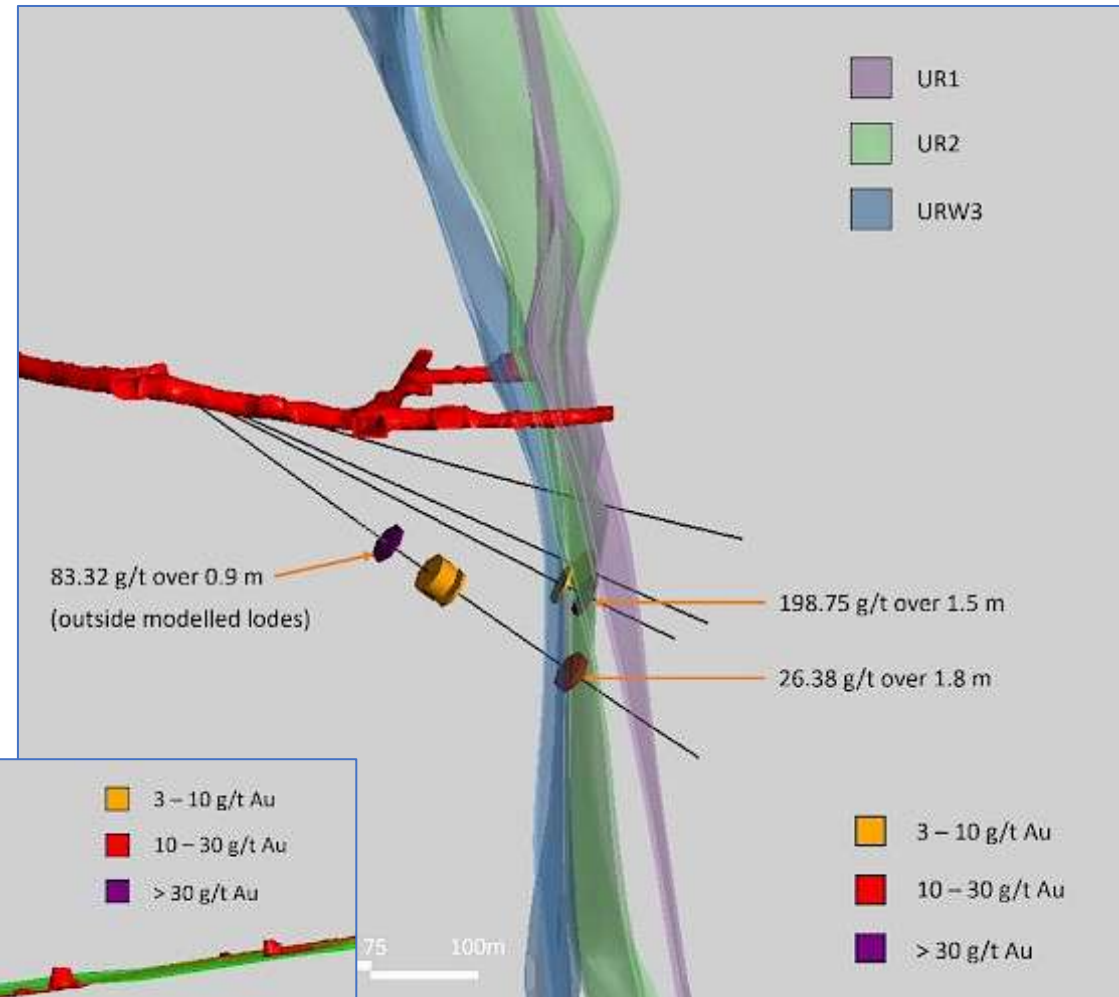 UR1
UR2
URW3
83.32 g/t over 0.9 m
(outside modelled lodes)
198.75 g/t over 1.5 m
26.38 g/t over 1.8 m
3 – 10 g/t Au
10 – 30 g/t Au
> 30 g/t Au
75 100m
3 – 10 g/t Au
10 – 30 g/t Au
> 30 g/t Au